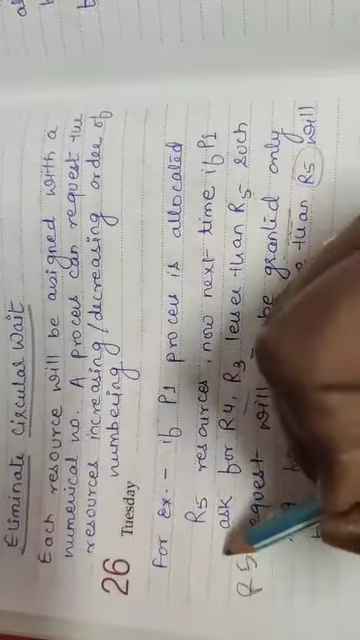 Eliminate Circular Wait
Each resource will be assigned with a
numerical no. A process can request the
resources increasing/decreasing order of
numbering
26 Tuesday
For Ex. - if P1 process is allocated
R5 resources, now next time if P1
ask for R4, R3 lesser than R5 such
request will be granted only
than R5 will
R5